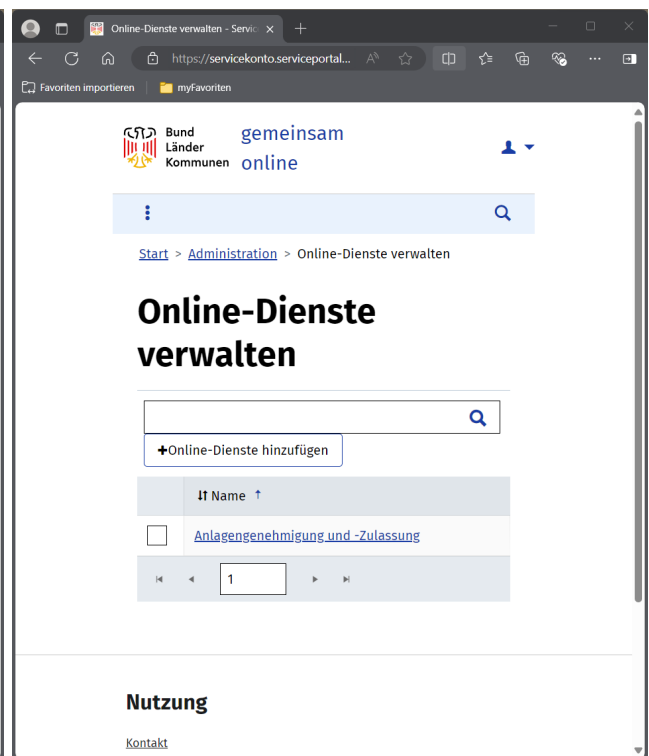 Online-Dienste verwalten - Servic
https://servicekonto.serviceportal...
Favoriten importieren
myFavoriten
Bund
Länder
Kommunen
gemeinsam
online
Start > Administration > Online-Dienste verwalten
Online-Dienste
verwalten
+Online-Dienste hinzufügen
Name
Anlagengenehmigung und -Zulassung
1
Nutzung
Kontakt